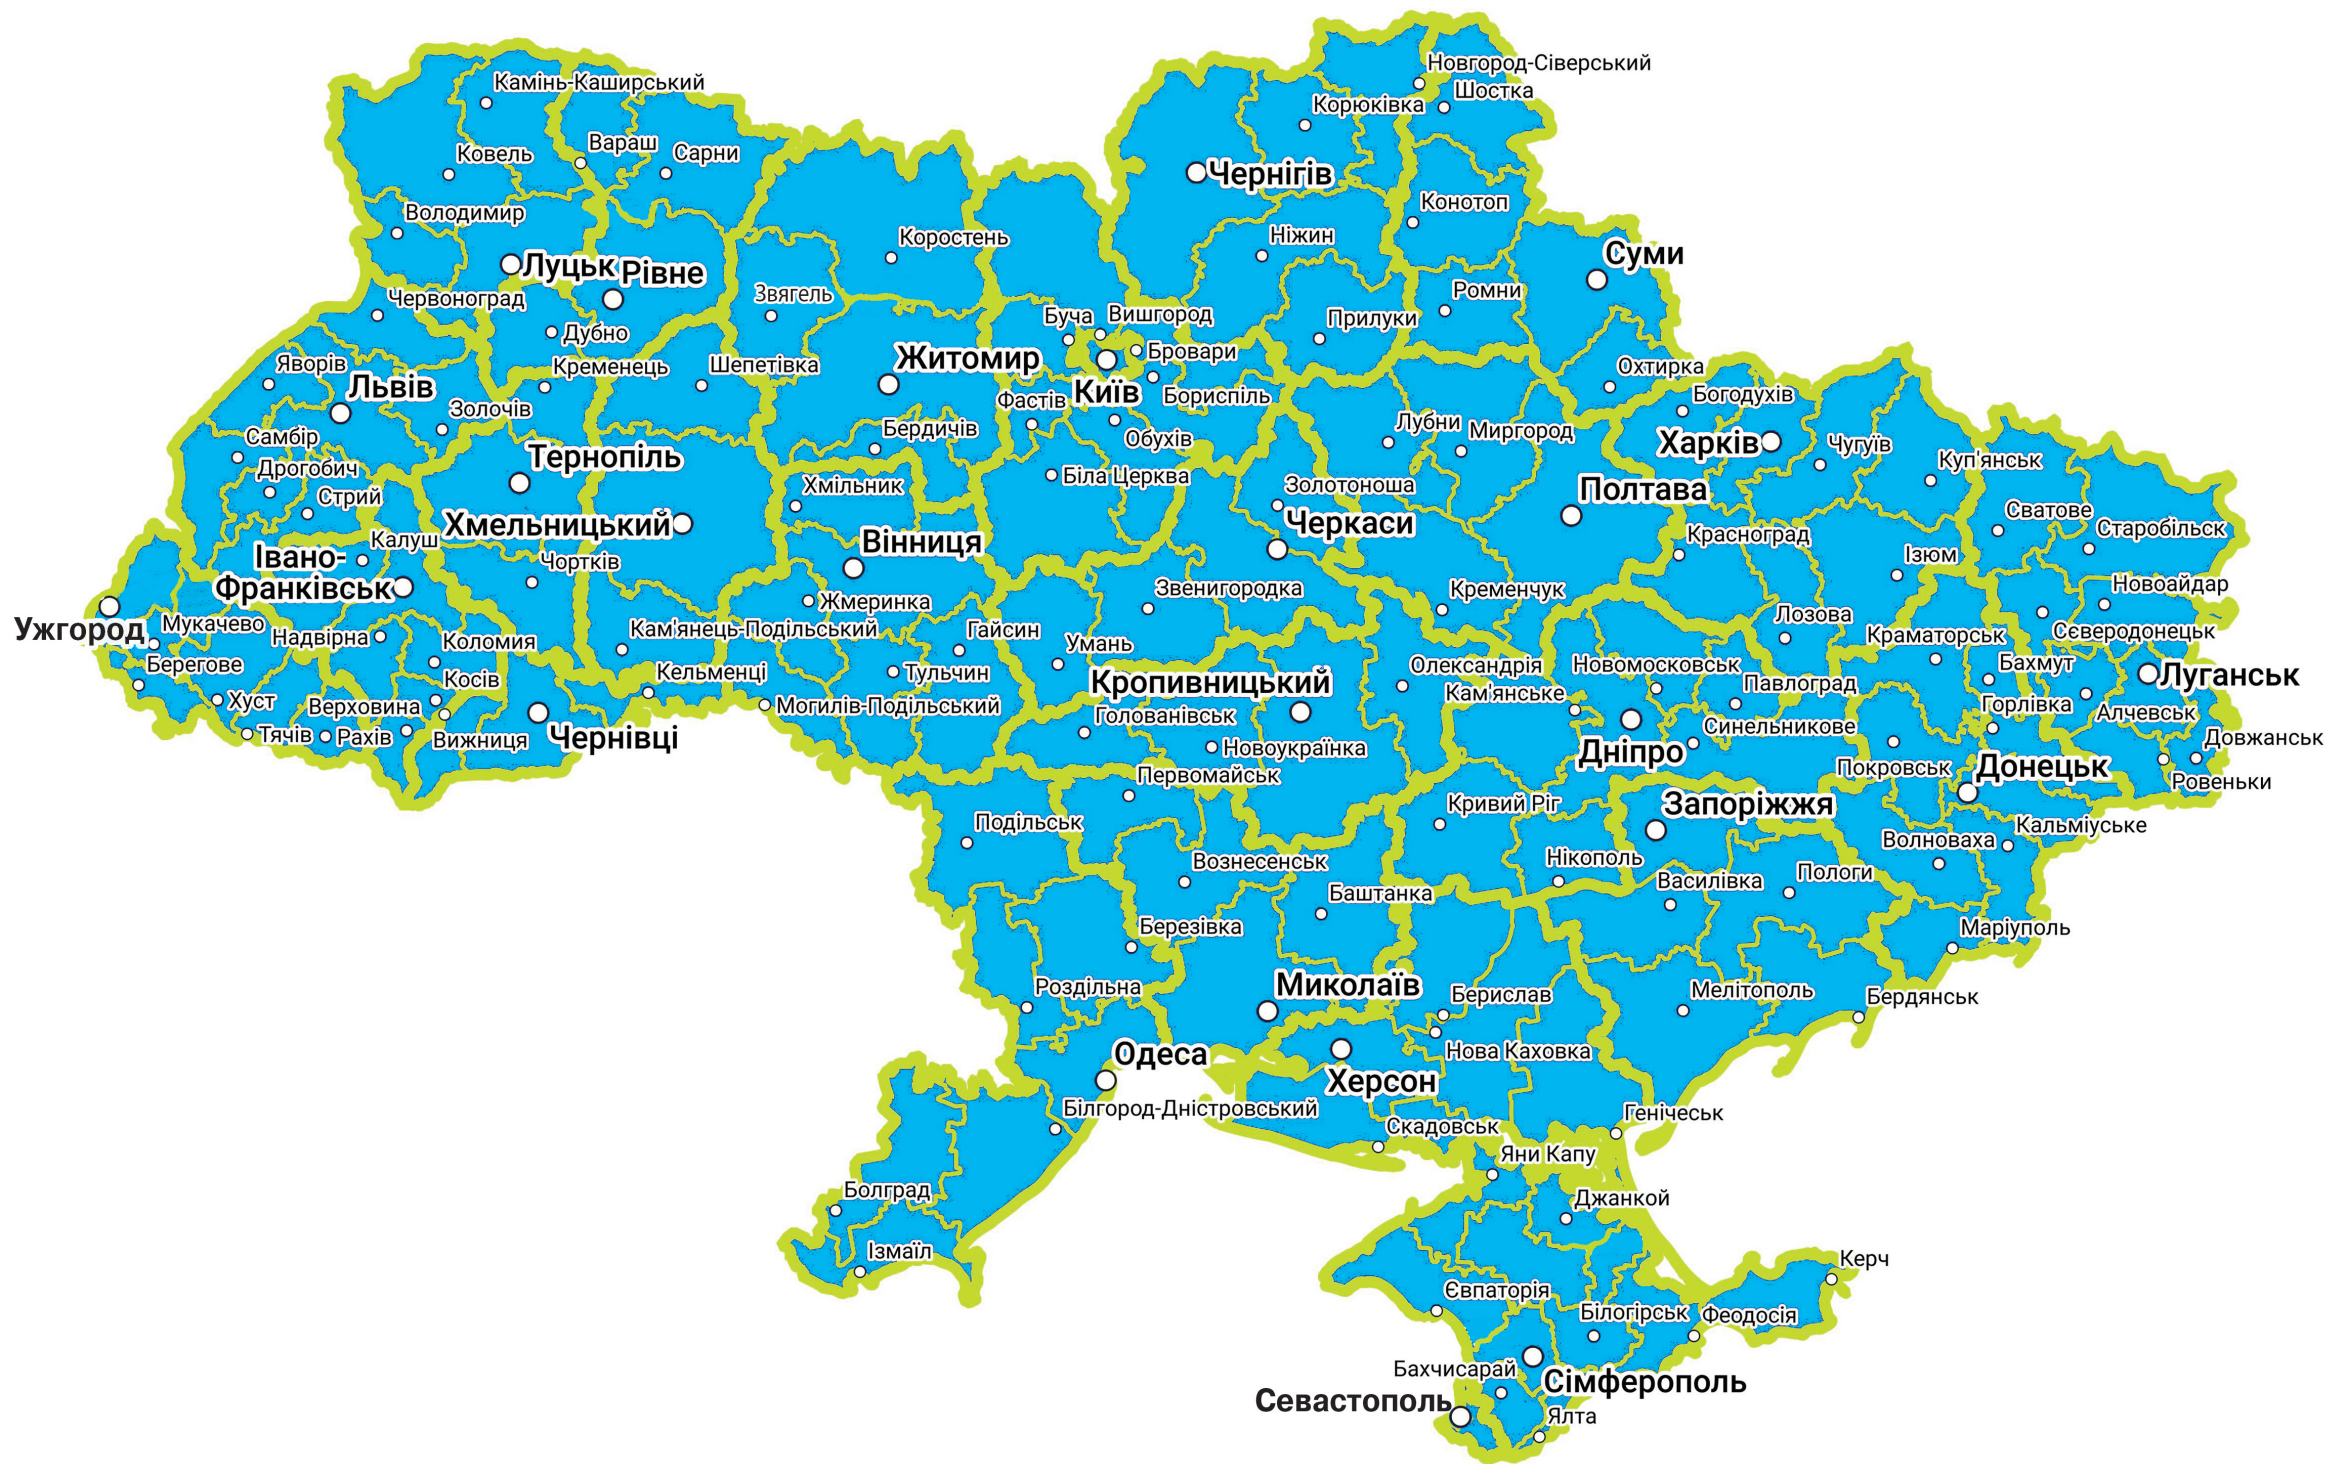 Новгород-Сіверський
Камінь-Каширський
Шостка
Корюківка
Вараш
Сарни
Ковель
Чернігів
Конотоп
Володимир
Ніжин
Коростень
Суми
Луцьк
Рівне
Звягель
Ромни
Червоноград
Буча
Вишгород
Прилуки
Дубно
Бровари
Житомир
Яворів
Кременець
Шепетівка
Охтирка
Львів
Київ
Богодухів
Бориспіль
Фастів
Золочів
Лубни
Миргород
Бердичів
Самбір
Обухів
Харків
Чугуїв
Тернопіль
Куп'янськ
Дрогобич
Біла Церква
Хмільник
Золотоноша
Полтава
Стрий
Сватове
Хмельницький
Черкаси
Старобільськ
Калуш
Вінниця
Красноград
Івано-
Франківськ
Чортків
Ізюм
Новоайдар
Звенигородка
Кременчук
Жмеринка
Лозова
Ужгород
Мукачево
Надвірна
Кам'янець-Подільський
Гайсин
Сєверодонецьк
Краматорськ
Коломия
Умань
Берегове
Олександрія
Новомосковськ
Бахмут
Кельменці
Тульчин
Луганськ
Косів
Кропивницький
Кам'янське
Павлоград
Хуст
Верховина
Могилів-Подільський
Голованівськ
Горлівка
Алчевськ
Синельникове
Тячів
Рахів
Вижниця
Чернівці
Новоукраїнка
Дніпро
Довжанськ
Первомайськ
Покровськ
Донецьк
Ровеньки
Кривий Ріг
Запоріжжя
Подільськ
Кальміуське
Волноваха
Вознесенськ
Нікополь
Василівка
Пологи
Баштанка
Березівка
Маріуполь
Роздільна
Миколаїв
Берислав
Мелітополь
Бердянськ
Одеса
Нова Каховка
Херсон
Білгород-Дністровський
Генічеськ
Скадовськ
Яни Капу
Болград
Джанкой
Ізмаїл
Керч
Євпаторія
Білогірськ
Феодосія
Бахчисарай
Сімферополь
Севастополь
Ялта